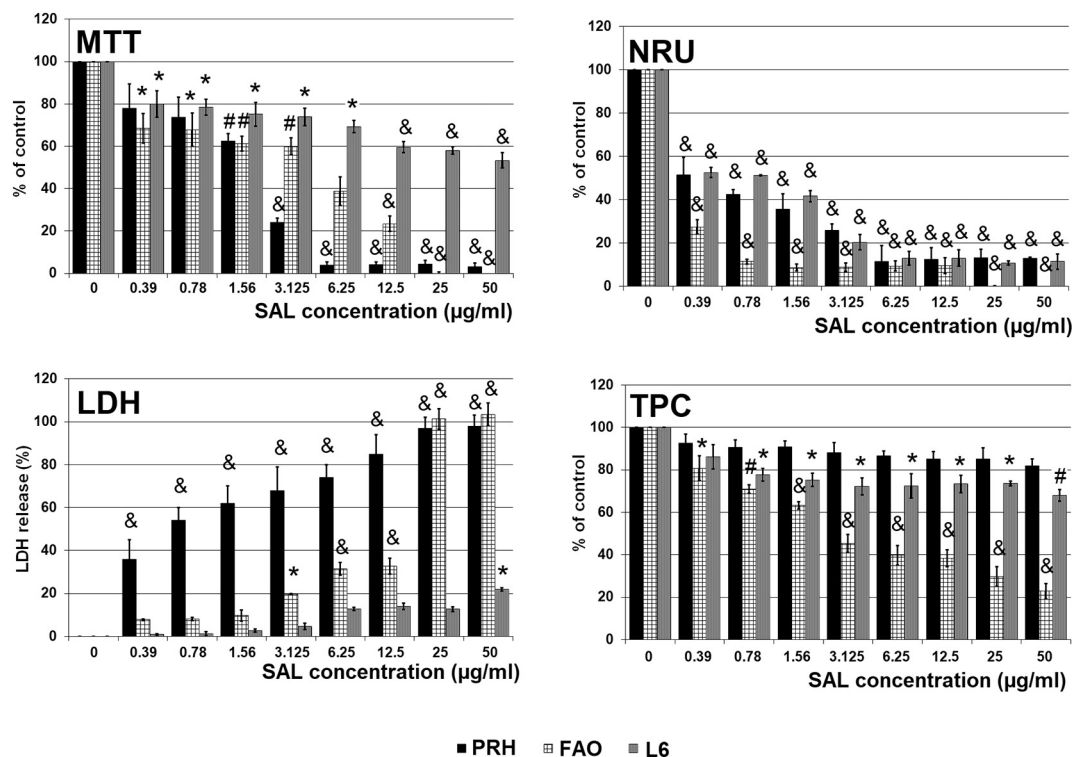 MTT
% of control
120
100
80
60
40
20
0
* * * * * * * *
## # & & &
& & & & & & &
0 0.39 0.78 1.56 3.125 6.25 12.5 25 50
SAL concentration (µg/ml)
NRU
% of control
120
100
80
60
40
20
0
& & & & & & & & & & & & & & & & & & & & & & & &
0 0.39 0.78 1.56 3.125 6.25 12.5 25 50
SAL concentration (µg/ml)
LDH
LDH release (%)
120
100
80
60
40
20
0
& & & & & & & & & &
* & & *
0 0.39 0.78 1.56 3.125 6.25 12.5 25 50
SAL concentration (µg/ml)
TPC
% of control
120
100
80
60
40
20
0
* # * & * & * & * & * & * & #
0 0.39 0.78 1.56 3.125 6.25 12.5 25 50
SAL concentration (µg/ml)
PRH FAO L6